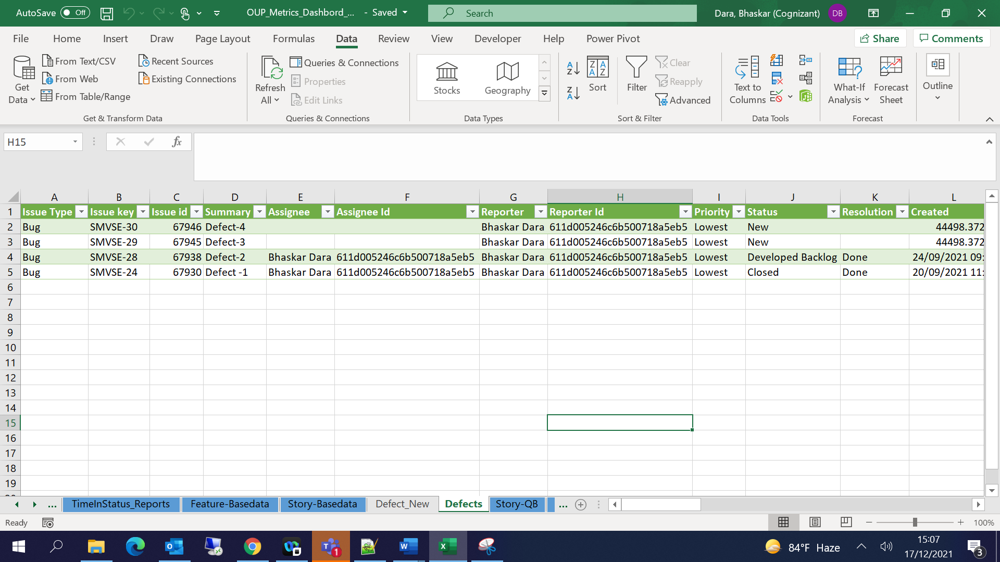 AutoSave Off OUP_Metrics_Dashbord_... - Saved Search Dara, Bhaskar (Cognizant) DB
File Home Insert Draw Page Layout Formulas Data Review View Developer Help Power Pivot Share Comments
Get Data
From Text/CSV
From Web
From Table/Range
Recent Sources
Existing Connections
Get & Transform Data
Refresh All
Queries & Connections
Properties
Edit Links
Queries & Connections
Stocks Geography
Data Types
Sort
Filter
Clear
Reapply
Advanced
Sort & Filter
Text to Columns
Data Tools
What-If Analysis
Forecast Sheet
Forecast
Outline
H15 fx
A B C D E F G H I J K L
1 Issue Type Issue key Issue id Summary Assignee Assignee Id Reporter Reporter Id Priority Status Resolution Created
2 Bug SMVSE-30 67946 Defect-4 Bhaskar Dara 611d005246c6b500718a5eb5 Lowest New 44498.372
3 Bug SMVSE-29 67945 Defect-3 Bhaskar Dara 611d005246c6b500718a5eb5 Lowest New 44498.372
4 Bug SMVSE-28 67938 Defect-2 Bhaskar Dara 611d005246c6b500718a5eb5 Bhaskar Dara 611d005246c6b500718a5eb5 Lowest Developed Backlog Done 24/09/2021 09:
5 Bug SMVSE-24 67930 Defect -1 Bhaskar Dara 611d005246c6b500718a5eb5 Bhaskar Dara 611d005246c6b500718a5eb5 Lowest Closed Done 20/09/2021 11:
6
7
8
9
10
11
12
13
14
15
16
17
18
19
... TimeInStatus_Reports Feature-Basedata Story-Basedata Defect_New Defects Story-QB ...
Ready 100%
84°F Haze 15:07
17/12/2021 3